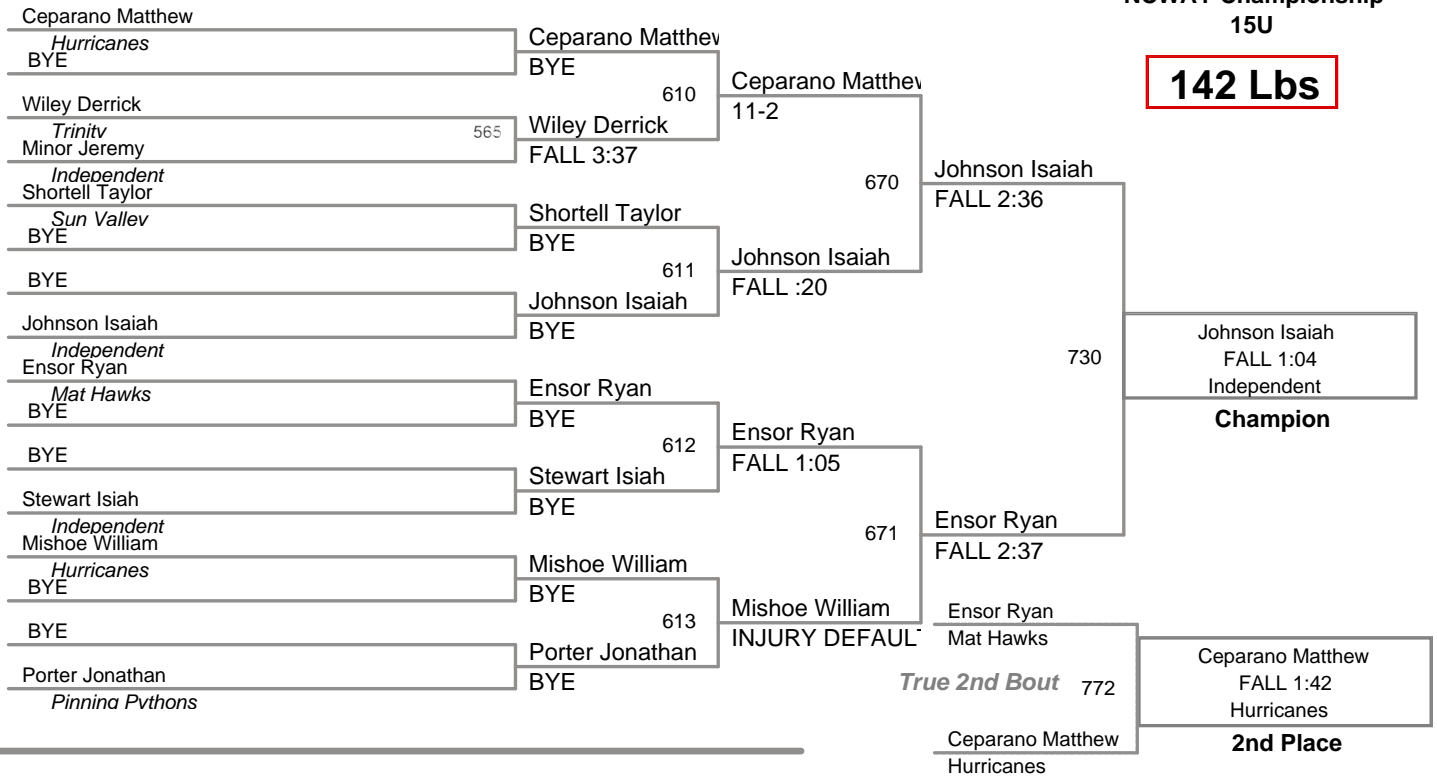 Championship
15U
142 Lbs
Ceparano Matthew
Hurricanes
BYE
Wiley Derrick
Trinity
Minor Jeremy
Independent
Shortell Taylor
Sun Valley
BYE
BYE
Johnson Isaiah
Independent
Ensor Ryan
Mat Hawks
BYE
BYE
Stewart Isiah
Independent
Mishoe William
Hurricanes
BYE
BYE
Porter Jonathan
Pinning Pythons
565
Ceparano Matthew
BYE
610
Wiley Derrick
FALL 3:37
Shortell Taylor
BYE
611
Johnson Isaiah
BYE
Ensor Ryan
BYE
612
Stewart Isiah
BYE
Mishoe William
BYE
613
Porter Jonathan
BYE
Ceparano Matthew
11-2
670
Johnson Isaiah
FALL :20
Ensor Ryan
FALL 1:05
671
Mishoe William
INJURY DEFAULT
Johnson Isaiah
FALL 2:36
730
Ensor Ryan
FALL 2:37
Johnson Isaiah
FALL 1:04
Independent
Champion
Ensor Ryan
Mat Hawks
True 2nd Bout 772
Ceparano Matthew
Hurricanes
Ceparano Matthew
FALL 1:42
Hurricanes
2nd Place